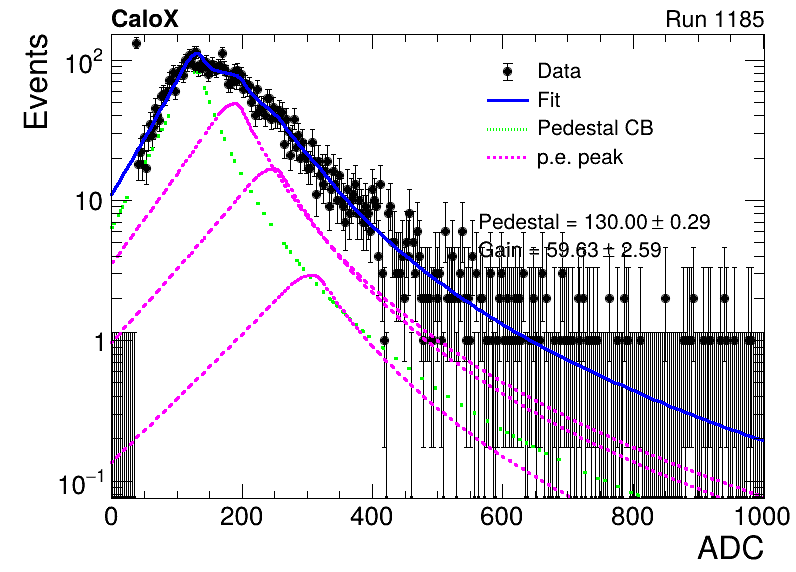 CaloX Run 1185
Events
10²
10
1
10⁻¹
Data
Fit
Pedestal CB
p.e. peak
Pedestal = 130.00 ± 0.29
Gain = 59.63 ± 2.59
0 200 400 600 800 1000
ADC